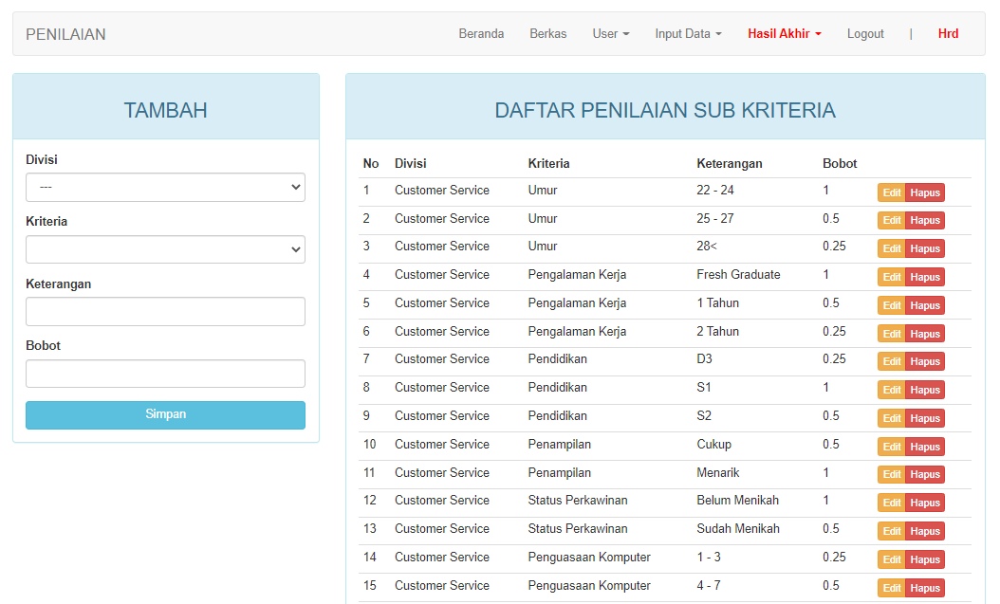 PENILAIAN Beranda Berkas User Input Data Hasil Akhir Logout | Hrd
TAMBAH
Divisi
---
Kriteria
Keterangan
Bobot
Simpan
DAFTAR PENILAIAN SUB KRITERIA
No Divisi Kriteria Keterangan Bobot
1 Customer Service Umur 22 - 24 1 Edit Hapus
2 Customer Service Umur 25 - 27 0.5 Edit Hapus
3 Customer Service Umur 28< 0.25 Edit Hapus
4 Customer Service Pengalaman Kerja Fresh Graduate 1 Edit Hapus
5 Customer Service Pengalaman Kerja 1 Tahun 0.5 Edit Hapus
6 Customer Service Pengalaman Kerja 2 Tahun 0.25 Edit Hapus
7 Customer Service Pendidikan D3 0.25 Edit Hapus
8 Customer Service Pendidikan S1 1 Edit Hapus
9 Customer Service Pendidikan S2 0.5 Edit Hapus
10 Customer Service Penampilan Cukup 0.5 Edit Hapus
11 Customer Service Penampilan Menarik 1 Edit Hapus
12 Customer Service Status Perkawinan Belum Menikah 1 Edit Hapus
13 Customer Service Status Perkawinan Sudah Menikah 0.5 Edit Hapus
14 Customer Service Penguasaan Komputer 1 - 3 0.25 Edit Hapus
15 Customer Service Penguasaan Komputer 4 - 7 0.5 Edit Hapus